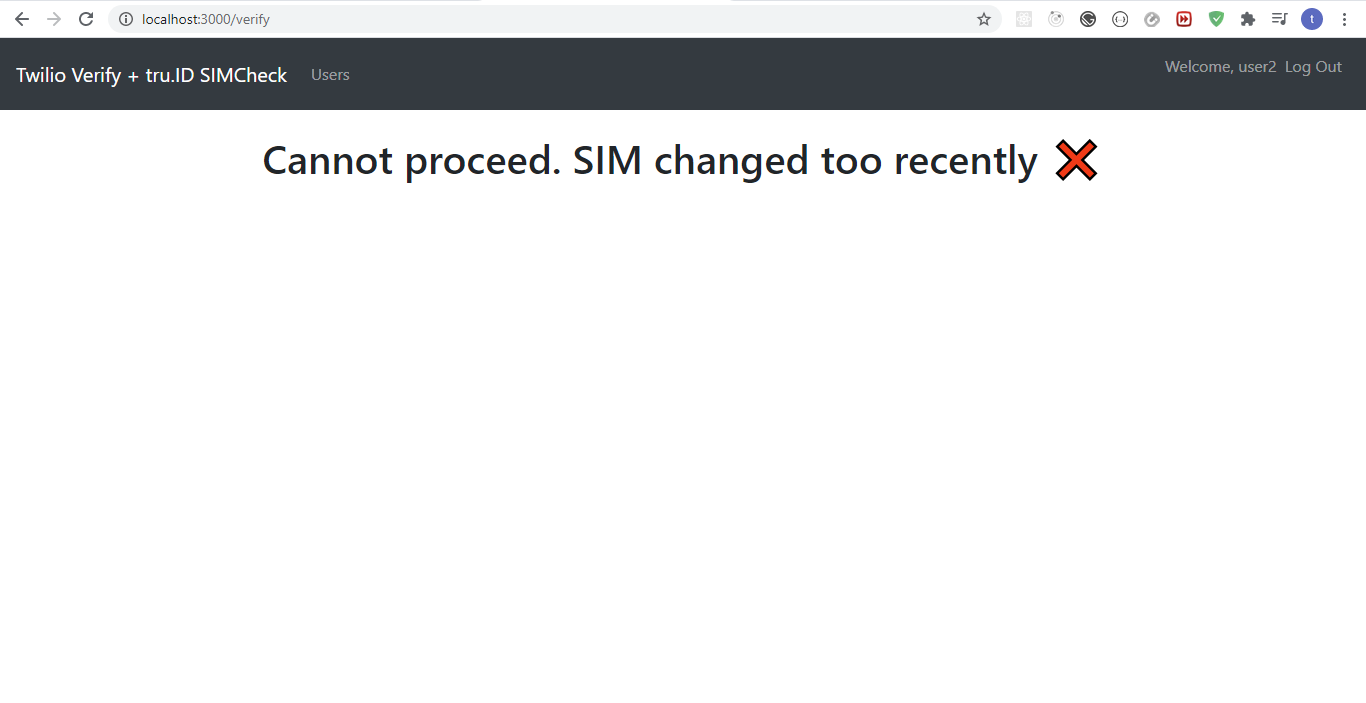 localhost:3000/verify
t
Twilio Verify + tru.ID SIMCheck Users Welcome, user2 Log Out
Cannot proceed. SIM changed too recently ❌